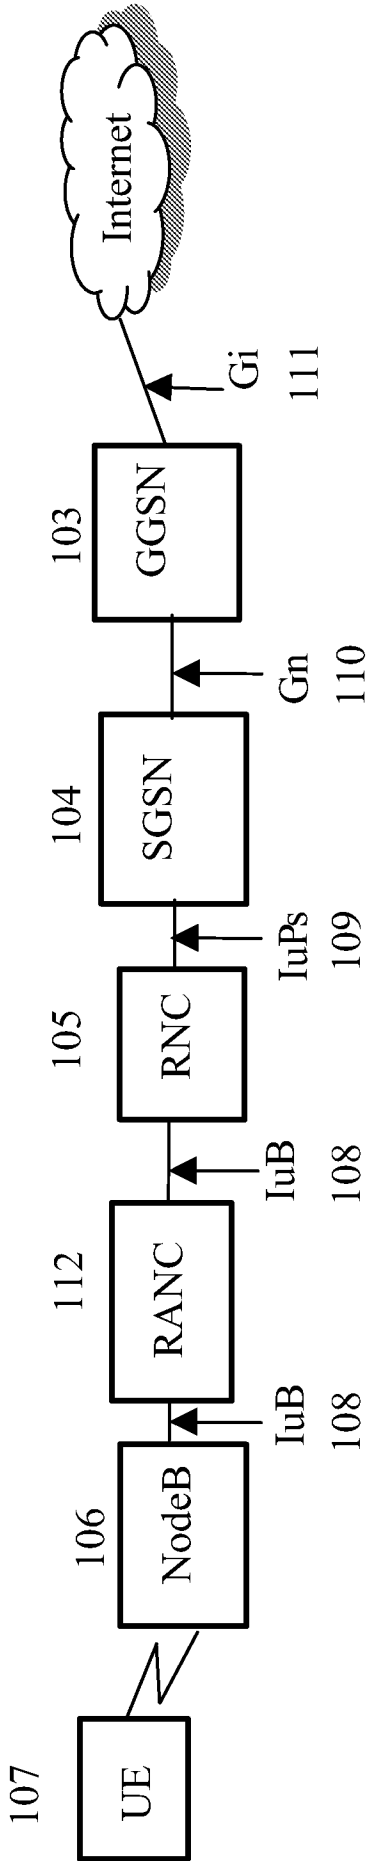 107
UE
106
NodeB
IuB
108
112
RANC
IuB
108
105
RNC
IuPs
109
104
SGSN
Gn
110
103
GGSN
Gi
111
Internet